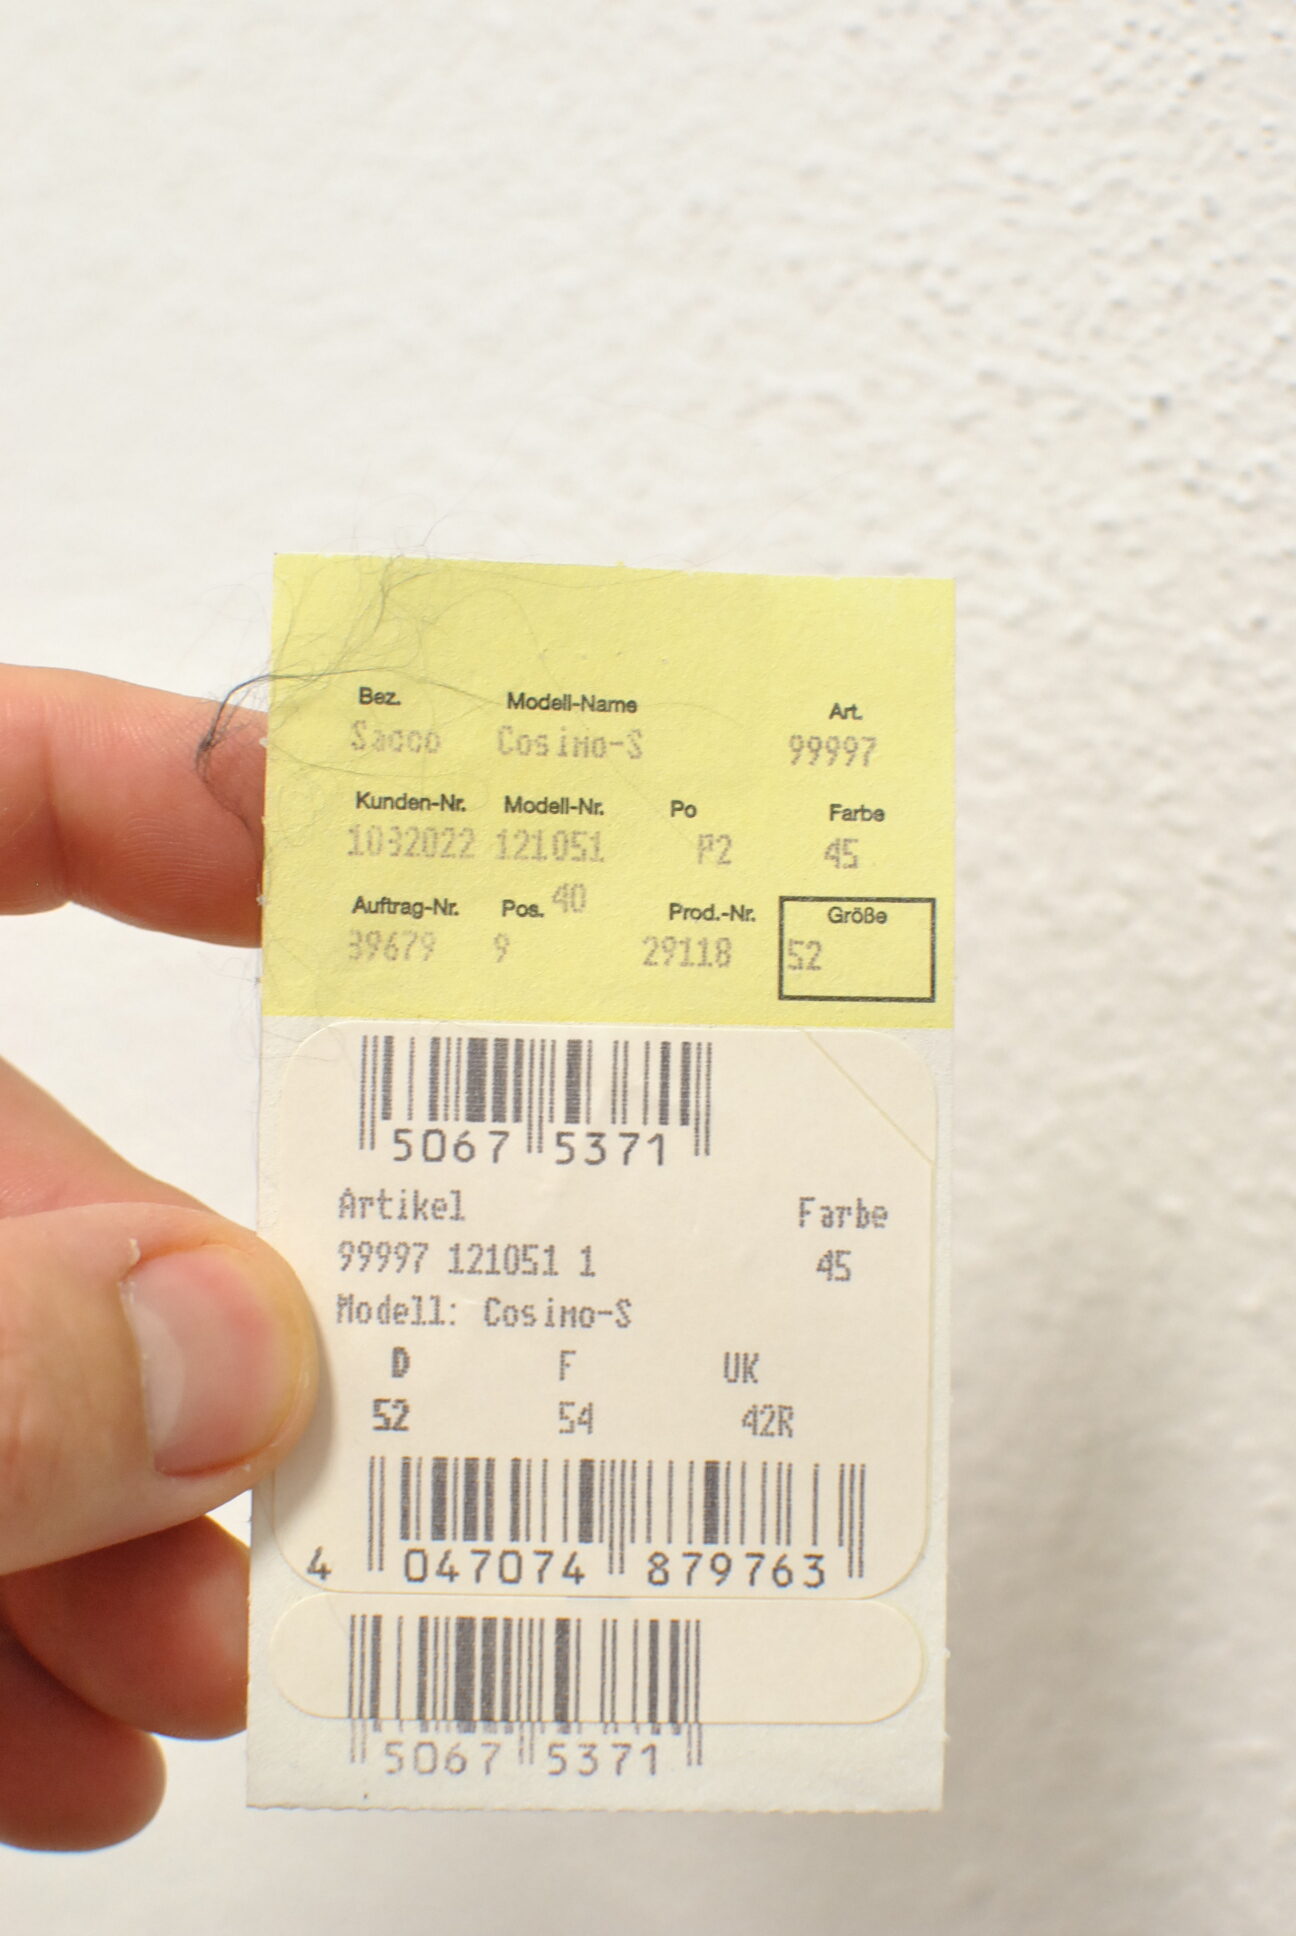 Bez. Modell-Name Art.
Sacco Cosimo-S 99997
Kunden-Nr. Modell-Nr. Po Farbe
1032022 121051 P2 45
40
Auftrag-Nr. Pos. Prod.-Nr. Größe
39679 9 29118 52
5067 5371
Artikel Farbe
99997 121051 1 45
Modell: Cosimo-S
D F UK
52 54 42R
4 047074 879763
5067 5371